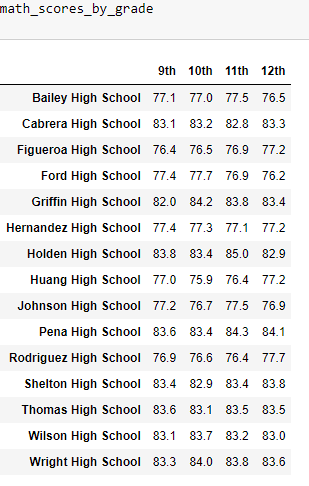 math_scores_by_grade
9th 10th 11th 12th
Bailey High School 77.1 77.0 77.5 76.5
Cabrera High School 83.1 83.2 82.8 83.3
Figueroa High School 76.4 76.5 76.9 77.2
Ford High School 77.4 77.7 76.9 76.2
Griffin High School 82.0 84.2 83.8 83.4
Hernandez High School 77.4 77.3 77.1 77.2
Holden High School 83.8 83.4 85.0 82.9
Huang High School 77.0 75.9 76.4 77.2
Johnson High School 77.2 76.7 77.5 76.9
Pena High School 83.6 83.4 84.3 84.1
Rodriguez High School 76.9 76.6 76.4 77.7
Shelton High School 83.4 82.9 83.4 83.8
Thomas High School 83.6 83.1 83.5 83.5
Wilson High School 83.1 83.7 83.2 83.0
Wright High School 83.3 84.0 83.8 83.6